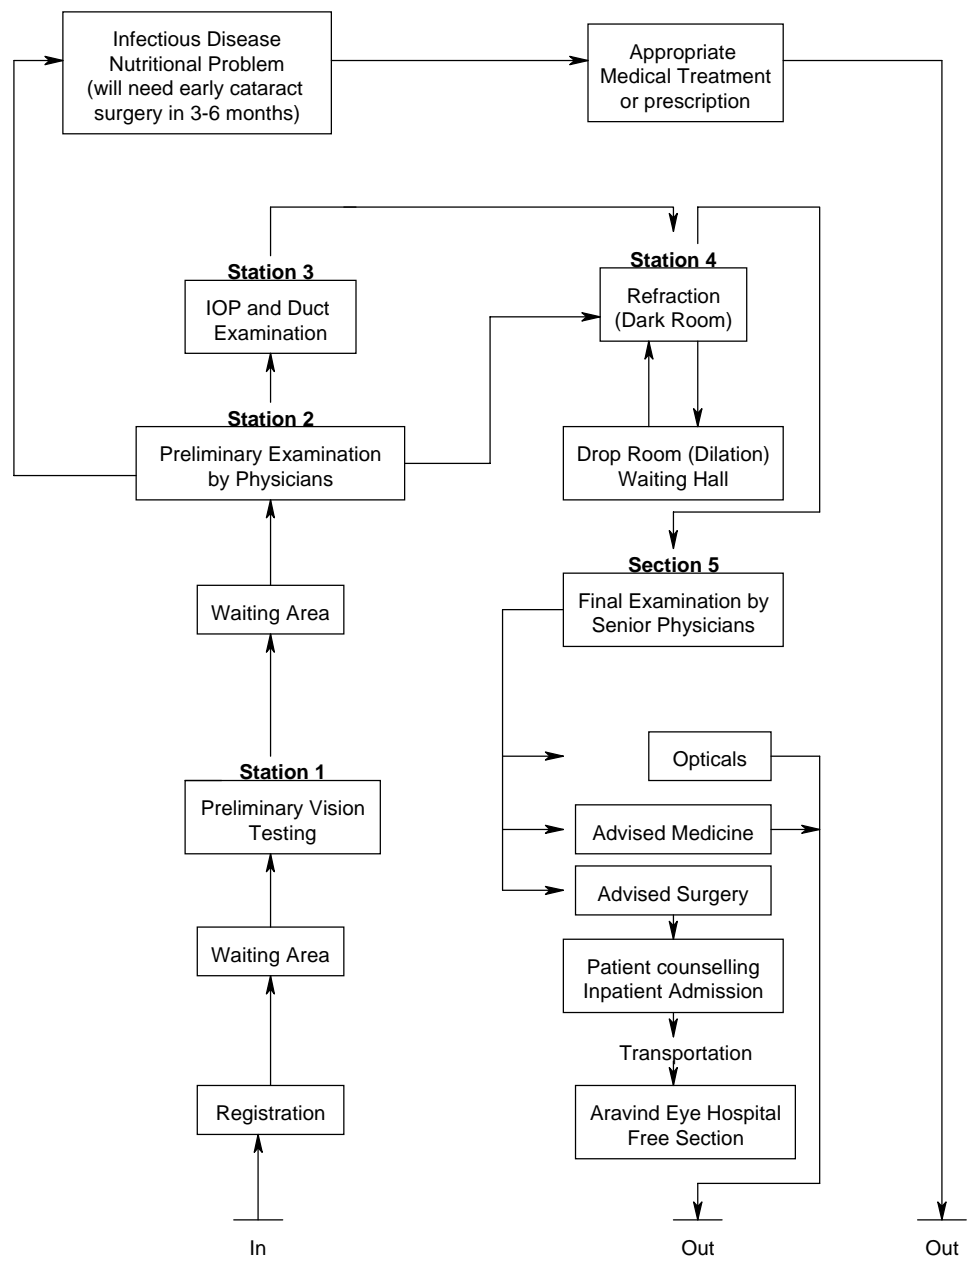 Infectious Disease
Nutritional Problem
(will need early cataract
surgery in 3-6 months)
Appropriate
Medical Treatment
or prescription
Station 3
IOP and Duct
Examination
Station 4
Refraction
(Dark Room)
Station 2
Preliminary Examination
by Physicians
Drop Room (Dilation)
Waiting Hall
Section 5
Final Examination by
Senior Physicians
Waiting Area
Station 1
Preliminary Vision
Testing
Opticals
Advised Medicine
Advised Surgery
Waiting Area
Patient counselling
Inpatient Admission
Transportation
Registration
Aravind Eye Hospital
Free Section
In
Out
Out